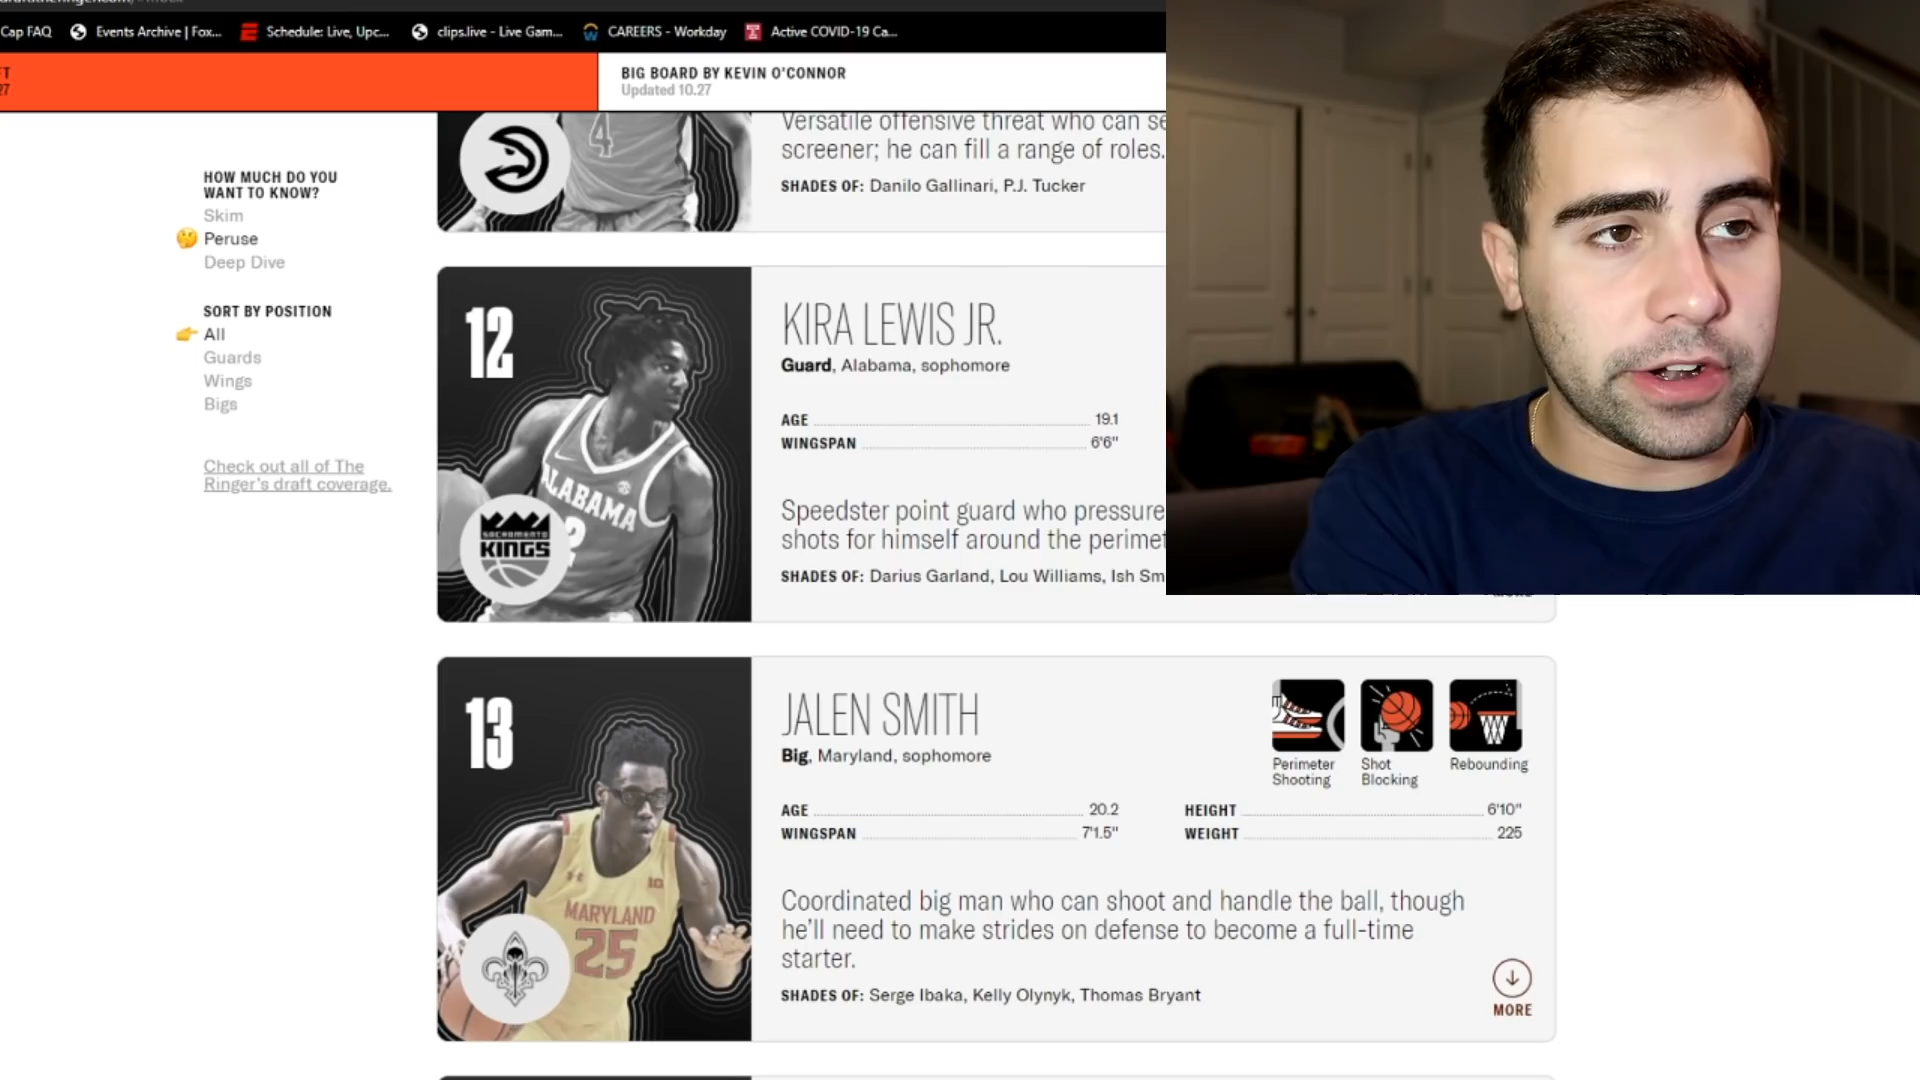 Cap FAQ
Events Archive | Fox...
Schedule: Live, Upc...
clips.live - Live Gam...
CAREERS - Workday
Active COVID-19 Ca...
FT
27
BIG BOARD BY KEVIN O'CONNOR
Updated 10.27
HOW MUCH DO YOU
WANT TO KNOW?
Skim
Peruse
Deep Dive
SORT BY POSITION
All
Guards
Wings
Bigs
Check out all of The
Ringer's draft coverage.
4
Versatile offensive threat who can se
screener; he can fill a range of roles.
SHADES OF: Danilo Gallinari, P.J. Tucker
12
ALABAMA
2
SACRAMENTO
KINGS
KIRA LEWIS JR.
Guard, Alabama, sophomore
AGE 19.1
WINGSPAN 6'6"
Speedster point guard who pressure
shots for himself around the perimet
SHADES OF: Darius Garland, Lou Williams, Ish Sm
13
MARYLAND
25
JALEN SMITH
Big, Maryland, sophomore
Perimeter
Shooting
Shot
Blocking
Rebounding
AGE 20.2
WINGSPAN 7'1.5"
HEIGHT 6'10"
WEIGHT 225
Coordinated big man who can shoot and handle the ball, though
he'll need to make strides on defense to become a full-time
starter.
SHADES OF: Serge Ibaka, Kelly Olynyk, Thomas Bryant
MORE